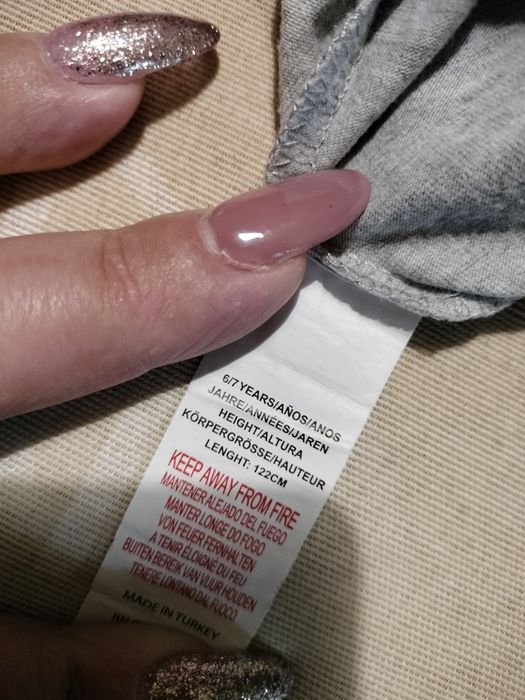 6/7 YEARS/AÑOS/ANOS
JAHRE/ANNÉES/JAREN
HEIGHT/ALTURA
KÖRPERGRÖSSE/HAUTEUR
LENGHT: 122CM
KEEP AWAY FROM FIRE
MANTENER ALEJADO DEL FUEGO
MANTER LONGE DO FOGO
VON FEUER FERNHALTEN
À TENIR ÉLOIGNÉ DU FEU
BUITEN BEREIK VAN VUUR HOUDEN
TENERE LONTANO DAL FUOCO
MADE IN TURKEY